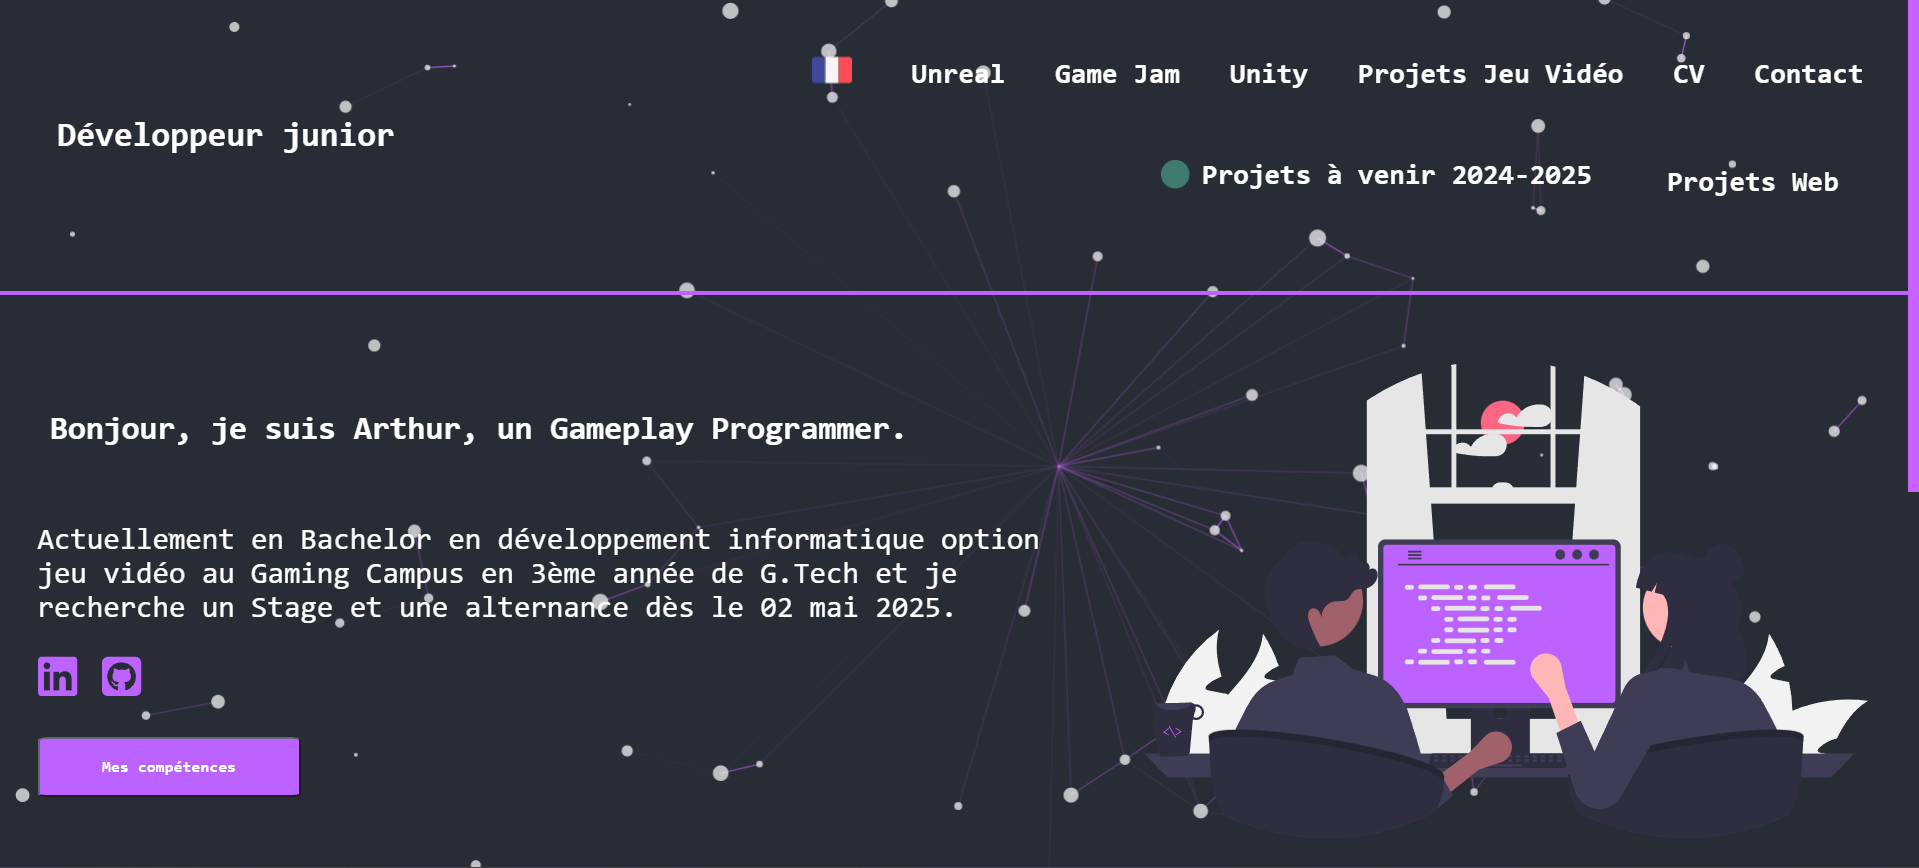 Unreal Game Jam Unity Projets Jeu Vidéo CV Contact
Développeur junior
Projets à venir 2024-2025 Projets Web
Bonjour, je suis Arthur, un Gameplay Programmer.
Actuellement en Bachelor en développement informatique option
jeu vidéo au Gaming Campus en 3ème année de G.Tech et je
recherche un Stage et une alternance dès le 02 mai 2025.
in
Mes compétences